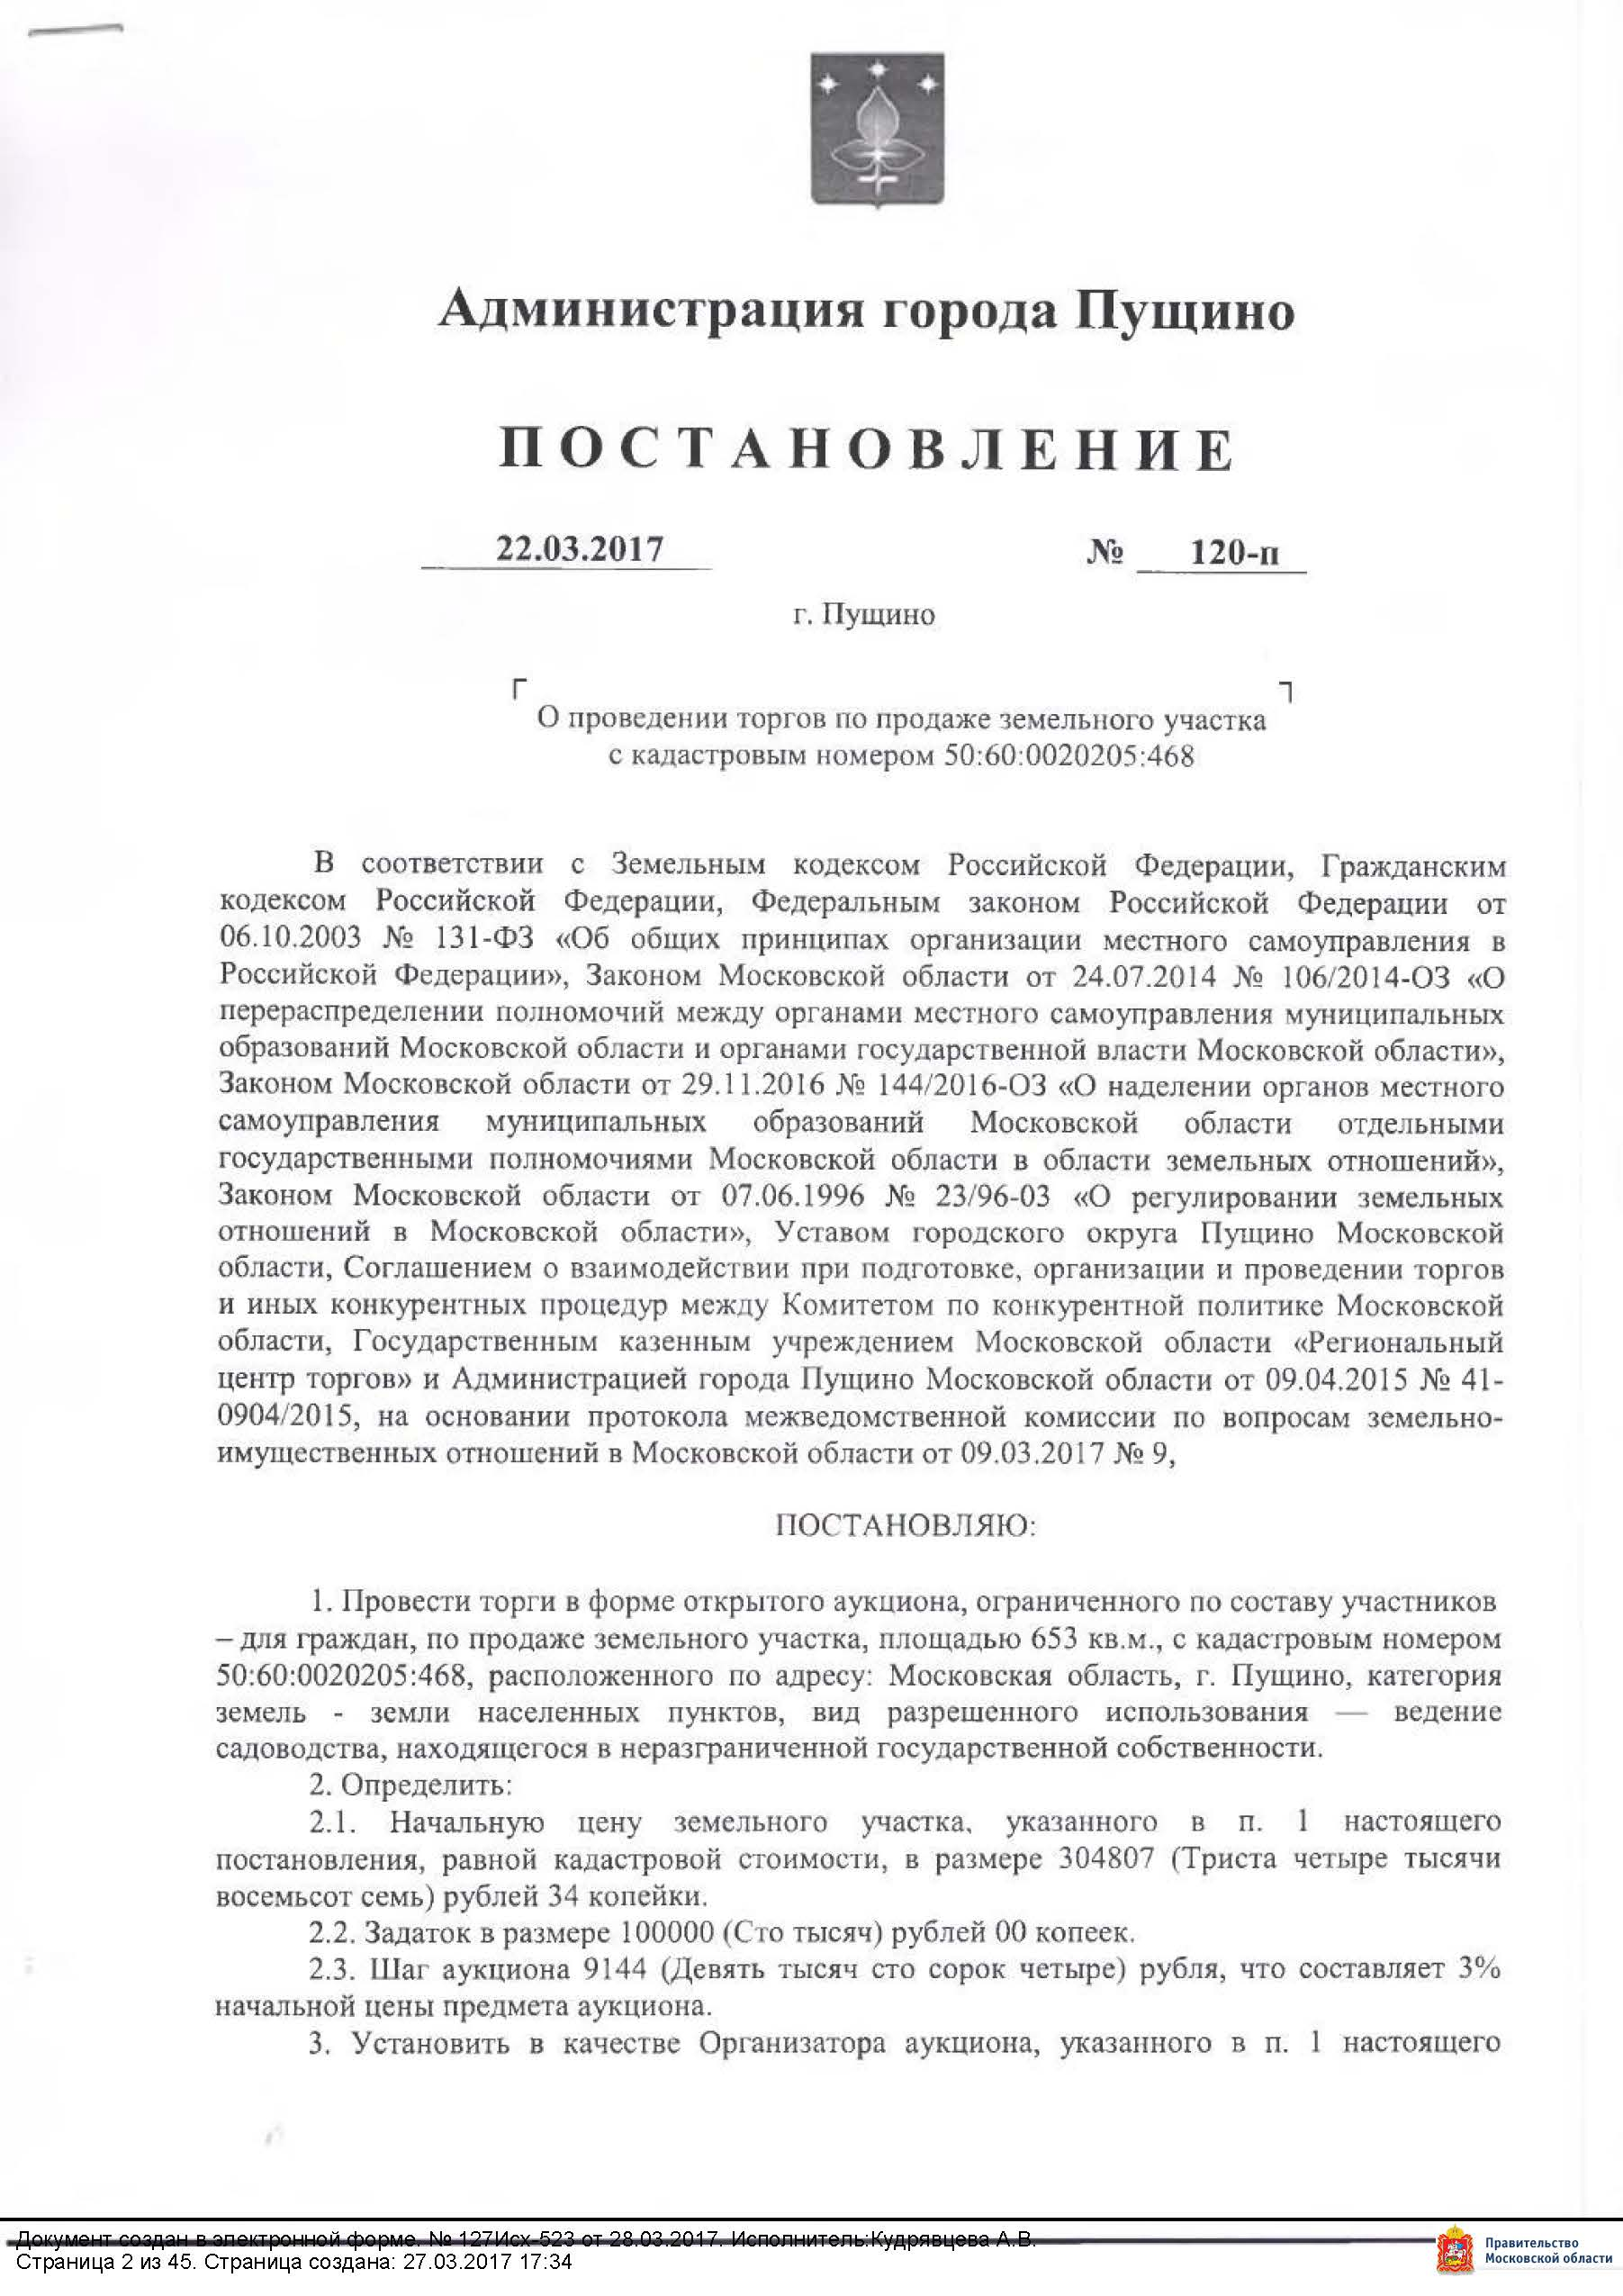 Администрация города Пущино
ПОСТАНОВЛЕНИЕ
22.03.2017 № 120-п
г. Пущино
О проведении торгов по продаже земельного участка
с кадастровым номером 50:60:0020205:468
В соответствии с Земельным кодексом Российской Федерации, Гражданским
кодексом Российской Федерации, Федеральным законом Российской Федерации от
06.10.2003 № 131-ФЗ «Об общих принципах организации местного самоуправления в
Российской Федерации», Законом Московской области от 24.07.2014 № 106/2014-ОЗ «О
перераспределении полномочий между органами местного самоуправления муниципальных
образований Московской области и органами государственной власти Московской области»,
Законом Московской области от 29.11.2016 № 144/2016-ОЗ «О наделении органов местного
самоуправления муниципальных образований Московской области отдельными
государственными полномочиями Московской области в области земельных отношений»,
Законом Московской области от 07.06.1996 № 23/96-ОЗ «О регулировании земельных
отношений в Московской области», Уставом городского округа Пущино Московской
области, Соглашением о взаимодействии при подготовке, организации и проведении торгов
и иных конкурентных процедур между Комитетом по конкурентной политике Московской
области, Государственным казенным учреждением Московской области «Региональный
центр торгов» и Администрацией города Пущино Московской области от 09.04.2015 № 41-
0904/2015, на основании протокола межведомственной комиссии по вопросам земельно-
имущественных отношений в Московской области от 09.03.2017 № 9,
ПОСТАНОВЛЯЮ:
1. Провести торги в форме открытого аукциона, ограниченного по составу участников
– для граждан, по продаже земельного участка, площадью 653 кв.м., с кадастровым номером
50:60:0020205:468, расположенного по адресу: Московская область, г. Пущино, категория
земель - земли населенных пунктов, вид разрешенного использования — ведение
садоводства, находящегося в неразграниченной государственной собственности.
2. Определить:
2.1. Начальную цену земельного участка, указанного в п. 1 настоящего
постановления, равной кадастровой стоимости, в размере 304807 (Триста четыре тысячи
восемьсот семь) рублей 34 копейки.
2.2. Задаток в размере 100000 (Сто тысяч) рублей 00 копеек.
2.3. Шаг аукциона 9144 (Девять тысяч сто сорок четыре) рубля, что составляет 3%
начальной цены предмета аукциона.
3. Установить в качестве Организатора аукциона, указанного в п. 1 настоящего
Документ создан в электронной форме. № 127Исх-523 от 28.03.2017. Исполнитель:Кудрявцева А.В.
Страница 2 из 45. Страница создана: 27.03.2017 17:34
Правительство
Московской области